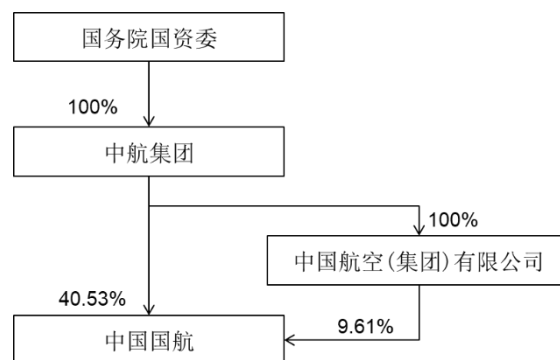 国务院国资委
100%
中航集团
100%
中国航空(集团)有限公司
40.53%
9.61%
中国国航